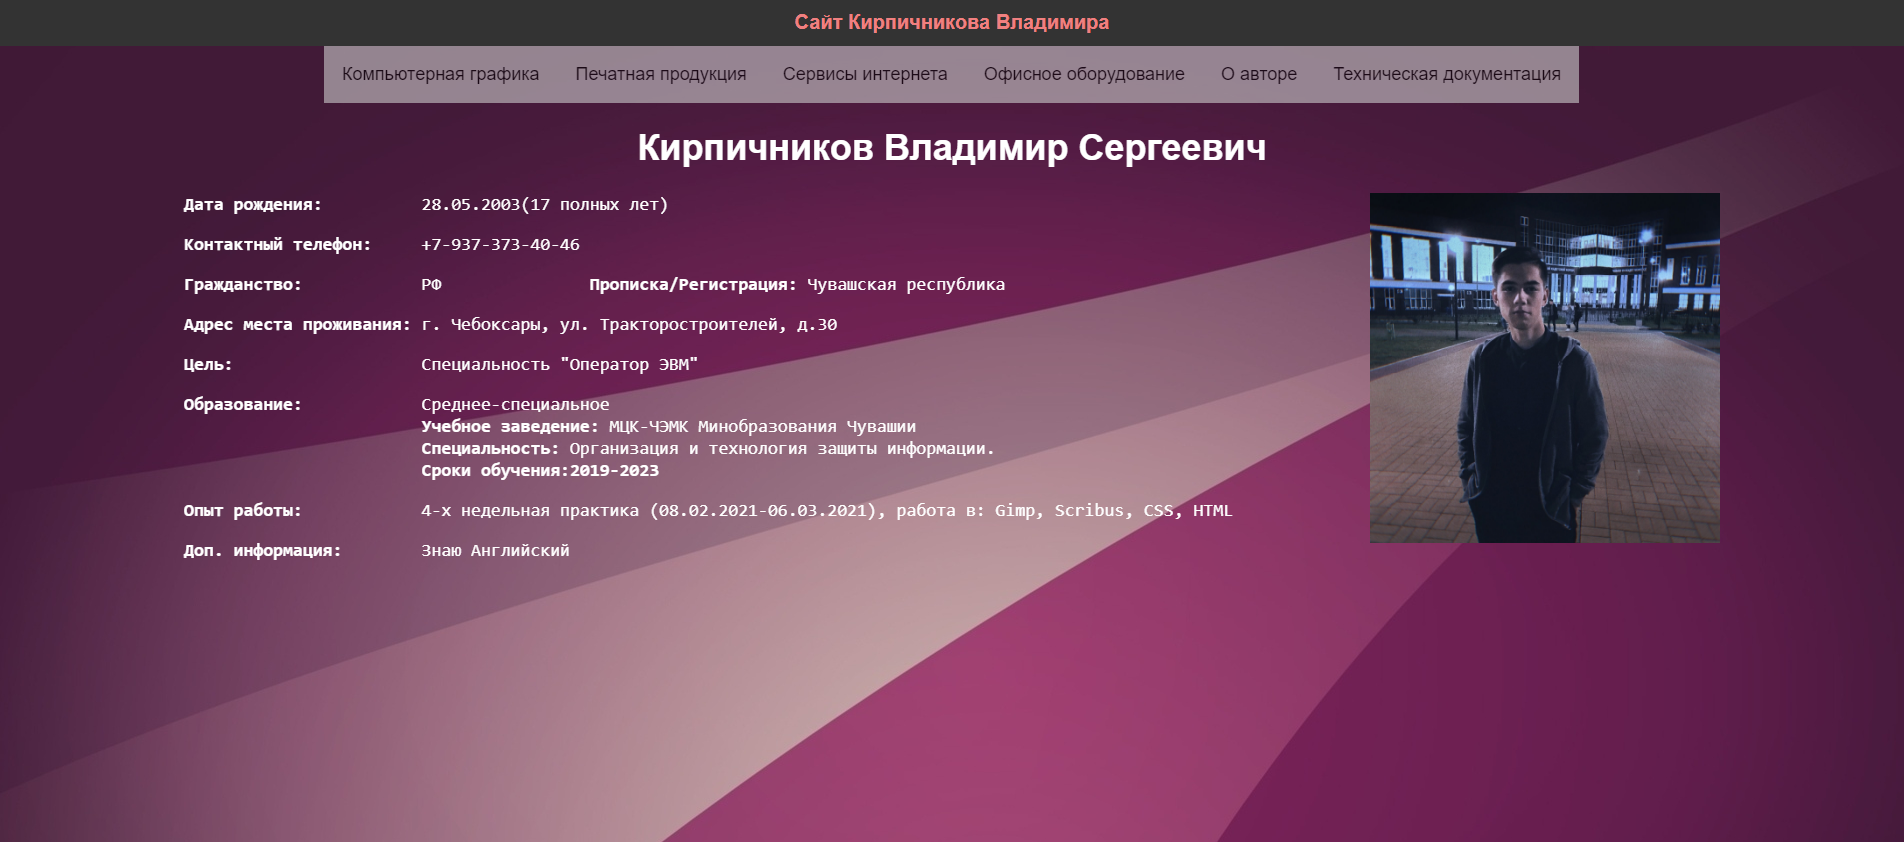 Сайт Кирпичникова Владимира
Компьютерная графика Печатная продукция Сервисы интернета Офисное оборудование О авторе Техническая документация
Кирпичников Владимир Сергеевич
Дата рождения: 28.05.2003(17 полных лет)
Контактный телефон: +7-937-373-40-46
Гражданство: РФ Прописка/Регистрация: Чувашская республика
Адрес места проживания: г. Чебоксары, ул. Тракторостроителей, д.30
Цель: Специальность "Оператор ЭВМ"
Образование: Среднее-специальное
Учебное заведение: МЦК-ЧЭМК Минобразования Чувашии
Специальность: Организация и технология защиты информации.
Сроки обучения:2019-2023
Опыт работы: 4-х недельная практика (08.02.2021-06.03.2021), работа в: Gimp, Scribus, CSS, HTML
Доп. информация: Знаю Английский